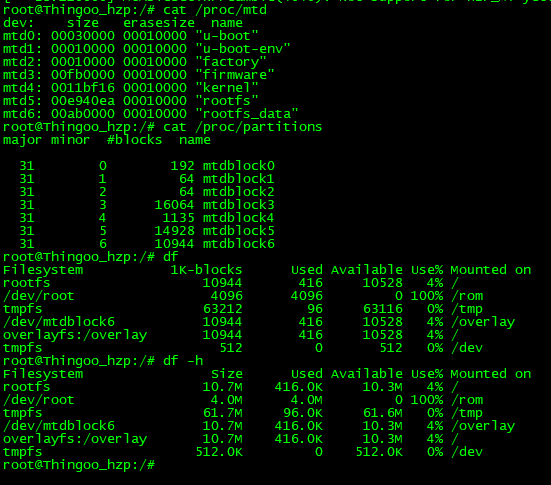 root@Thingoo_hzp:/# cat /proc/mtd
dev:    size   erasesize  name
mtd0: 00030000 00010000 "u-boot"
mtd1: 00010000 00010000 "u-boot-env"
mtd2: 00010000 00010000 "factory"
mtd3: 00fb0000 00010000 "firmware"
mtd4: 0011bf16 00010000 "kernel"
mtd5: 00e940ea 00010000 "rootfs"
mtd6: 00ab0000 00010000 "rootfs_data"
root@Thingoo_hzp:/# cat /proc/partitions
major minor  #blocks  name
31        0        192 mtdblock0
31        1         64 mtdblock1
31        2         64 mtdblock2
31        3      16064 mtdblock3
31        4       1135 mtdblock4
31        5      14928 mtdblock5
31        6      10944 mtdblock6
root@Thingoo_hzp:/# df
Filesystem           1K-blocks      Used Available Use% Mounted on
rootfs                   10944       416     10528   4% /
/dev/root                 4096      4096         0 100% /rom
tmpfs                    63212        96     63116   0% /tmp
/dev/mtdblock6           10944       416     10528   4% /overlay
overlayfs:/overlay       10944       416     10528   4% /
tmpfs                      512         0       512   0% /dev
root@Thingoo_hzp:/# df -h
Filesystem                Size      Used Available Use% Mounted on
rootfs                   10.7M    416.0K     10.3M   4% /
/dev/root                 4.0M      4.0M         0 100% /rom
tmpfs                    61.7M     96.0K     61.6M   0% /tmp
/dev/mtdblock6           10.7M    416.0K     10.3M   4% /overlay
overlayfs:/overlay       10.7M    416.0K     10.3M   4% /
tmpfs                   512.0K         0    512.0K   0% /dev
root@Thingoo_hzp:/#